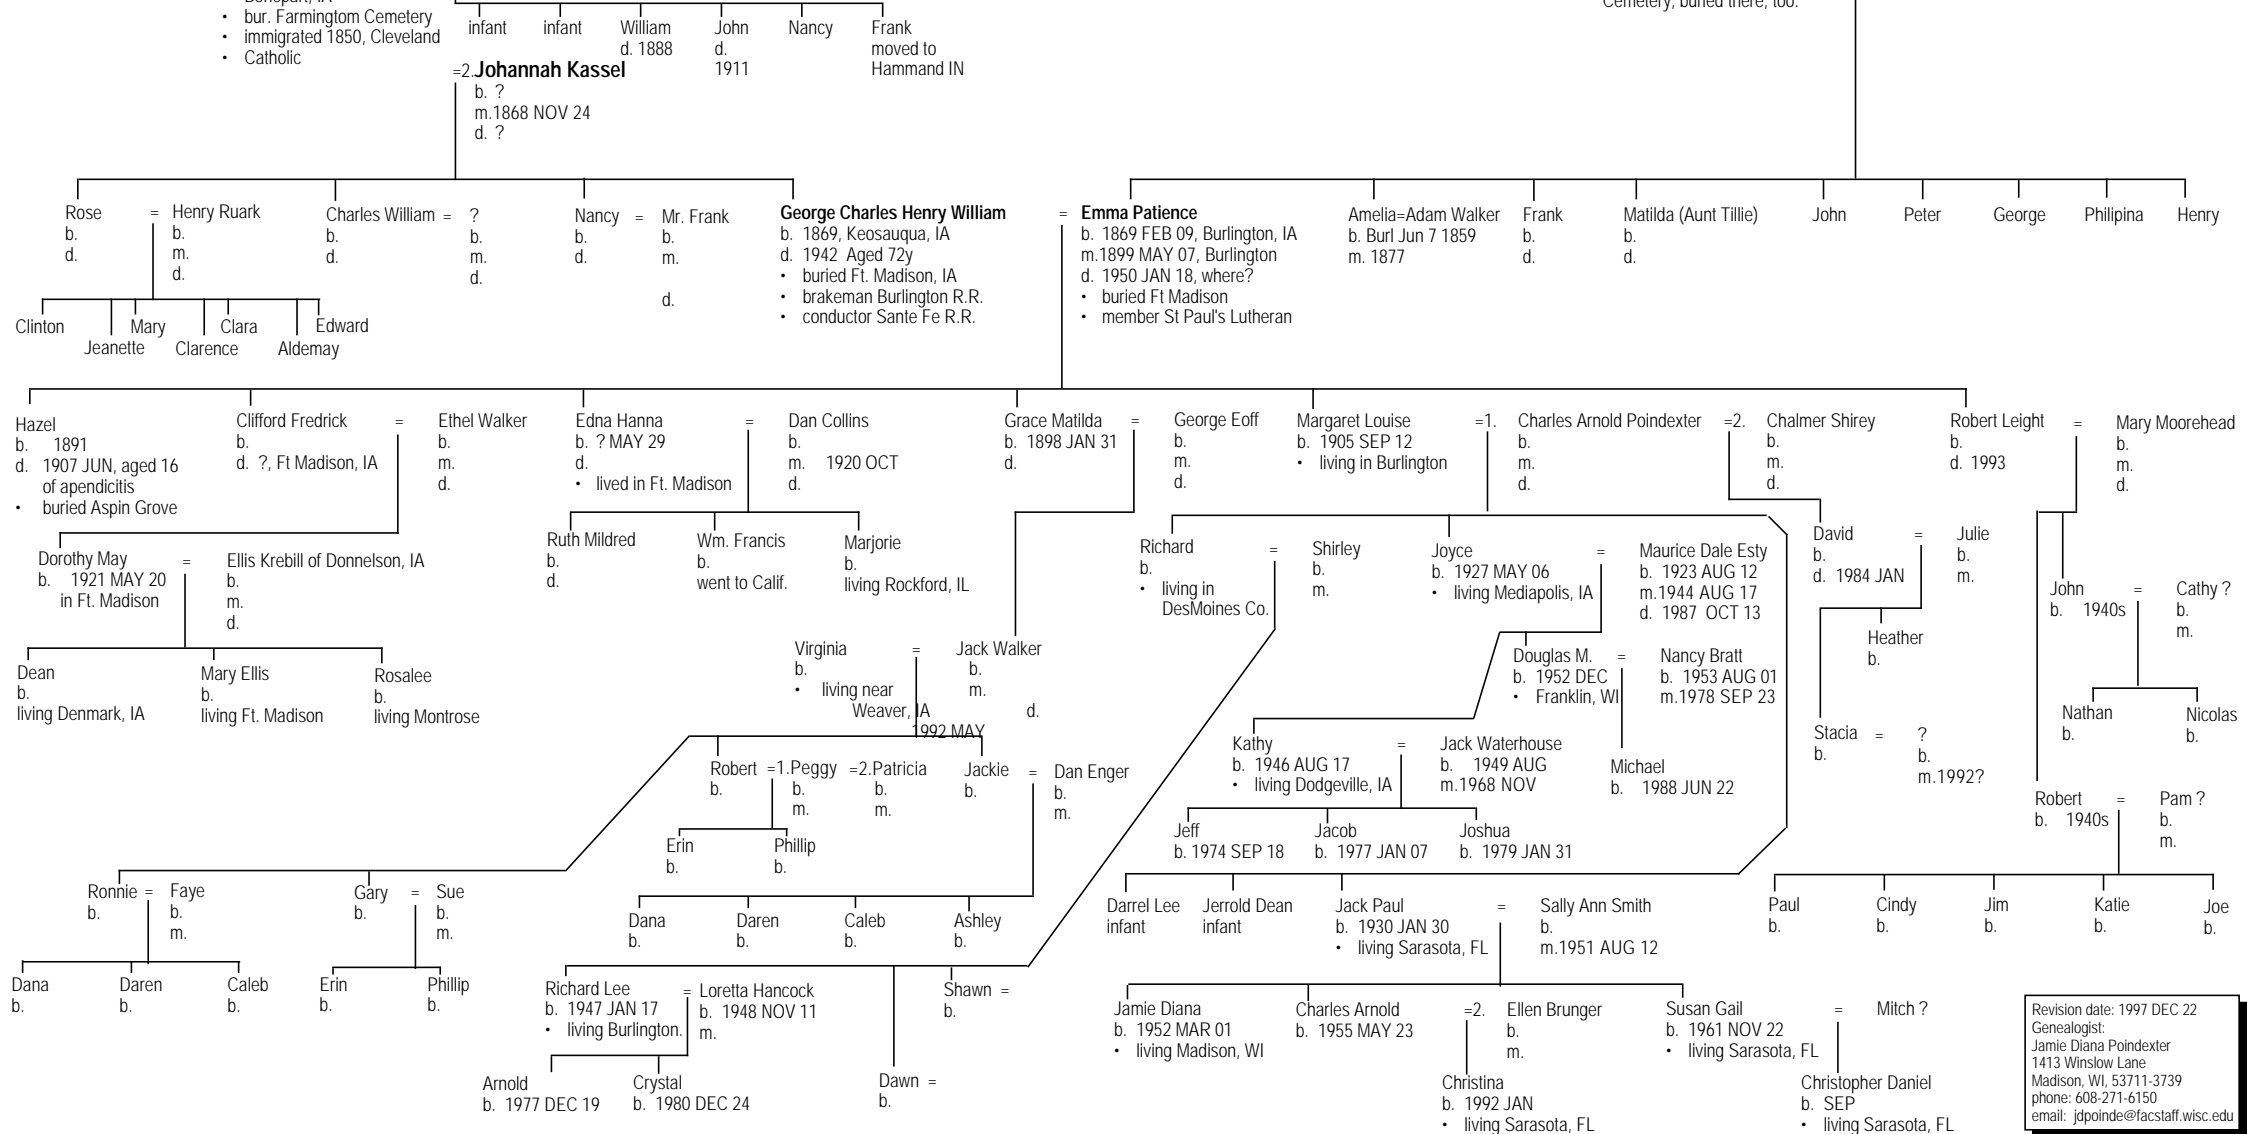 • bur. Farmingtom Cemetery
• immigrated 1850, Cleveland
• Catholic
infant
infant
William
d. 1888
John
d.
1911
Nancy
Frank
moved to
Hammand IN
=2.Johannah Kassel
b. ?
m.1868 NOV 24
d. ?
Rose
b.
d.
=
Henry Ruark
b.
m.
d.
Charles William =
b.
d.
?
b.
m.
d.
Nancy =
b.
d.
Mr. Frank
b.
m.
d.
George Charles Henry William
b. 1869, Keosauqua, IA
d. 1942 Aged 72y
• buried Ft. Madison, IA
• brakeman Burlington R.R.
• conductor Sante Fe R.R.
=
Emma Patience
b. 1869 FEB 09, Burlington, IA
m.1899 MAY 07, Burlington
d. 1950 JAN 18, where?
• buried Ft Madison
• member St Paul's Lutheran
Amelia=Adam Walker
b. Burl Jun 7 1859
m. 1877
Frank
b.
d.
Matilda (Aunt Tillie)
b.
d.
John
Peter
George
Philipina
Henry
Clinton
Jeanette
Mary
Clarence
Clara
Aldemay
Edward
Hazel
b. 1891
d. 1907 JUN, aged 16
of apendicitis
• buried Aspin Grove
Clifford Fredrick =
b.
d. ?, Ft Madison, IA
Ethel Walker
b.
m.
d.
Edna Hanna =
b. ? MAY 29
d.
• lived in Ft. Madison
Dan Collins
b.
m. 1920 OCT
d.
Grace Matilda =
b. 1898 JAN 31
d.
George Eoff
b.
m.
d.
Margaret Louise =1.
b. 1905 SEP 12
• living in Burlington
Charles Arnold Poindexter =2.
b.
m.
d.
Chalmer Shirey
b.
m.
d.
Robert Leight =
b.
d. 1993
Mary Moorehead
b.
m.
d.
Dorothy May =
b. 1921 MAY 20
in Ft. Madison
Ellis Krebill of Donnelson, IA
b.
m.
d.
Ruth Mildred
b.
d.
Wm. Francis
b.
went to Calif.
Marjorie
b.
living Rockford, IL
Richard =
b.
• living in
DesMoines Co.
Shirley
b.
m.
Joyce =
b. 1927 MAY 06
• living Mediapolis, IA
Maurice Dale Esty
b. 1923 AUG 12
m.1944 AUG 17
d. 1987 OCT 13
David =
b.
d. 1984 JAN
Julie
b.
m.
John =
b. 1940s
Cathy ?
b.
m.
Heather
b.
Dean
b.
living Denmark, IA
Mary Ellis
b.
living Ft. Madison
Rosalee
b.
living Montrose
Virginia =
b.
• living near
Weaver, IA
Jack Walker
b.
m.
d.
1992 MAY
Douglas M. =
b. 1952 DEC
• Franklin, WI
Nancy Bratt
b. 1953 AUG 01
m.1978 SEP 23
Nathan
b.
Nicolas
b.
Stacia =
b.
?
b.
m.1992?
Kathy =
b. 1946 AUG 17
• living Dodgeville, IA
Jack Waterhouse
b. 1949 AUG
m.1968 NOV
Michael
b. 1988 JUN 22
Robert =1.Peggy =2.Patricia
b.
b.
m.
b.
m.
Jackie =
b.
Dan Enger
b.
m.
Robert =
b. 1940s
Pam ?
b.
m.
Erin
b.
Phillip
b.
Jeff
b. 1974 SEP 18
Jacob
b. 1977 JAN 07
Joshua
b. 1979 JAN 31
Ronnie =
b.
Faye
b.
m.
Gary =
b.
Sue
b.
m.
Dana
b.
Daren
b.
Caleb
b.
Ashley
b.
Darrel Lee
infant
Jerrold Dean
infant
Jack Paul =
b. 1930 JAN 30
• living Sarasota, FL
Sally Ann Smith
b.
m.1951 AUG 12
Paul
b.
Cindy
b.
Jim
b.
Katie
b.
Joe
b.
Dana
b.
Daren
b.
Caleb
b.
Erin
b.
Phillip
b.
Richard Lee =
b. 1947 JAN 17
• living Burlington.
Loretta Hancock
b. 1948 NOV 11
m.
Shawn =
b.
Jamie Diana
b. 1952 MAR 01
• living Madison, WI
Charles Arnold =2.
b. 1955 MAY 23
Ellen Brunger
b.
m.
Susan Gail =
b. 1961 NOV 22
• living Sarasota, FL
Mitch ?
Arnold
b. 1977 DEC 19
Crystal
b. 1980 DEC 24
Dawn =
b.
Christina
b. 1992 JAN
• living Sarasota, FL
Christopher Daniel
b. SEP
• living Sarasota, FL
Revision date: 1997 DEC 22
Genealogist:
Jamie Diana Poindexter
1413 Winslow Lane
Madison, WI, 53711-3739
phone: 608-271-6150
email: jdpoinde@facstaff.wisc.edu